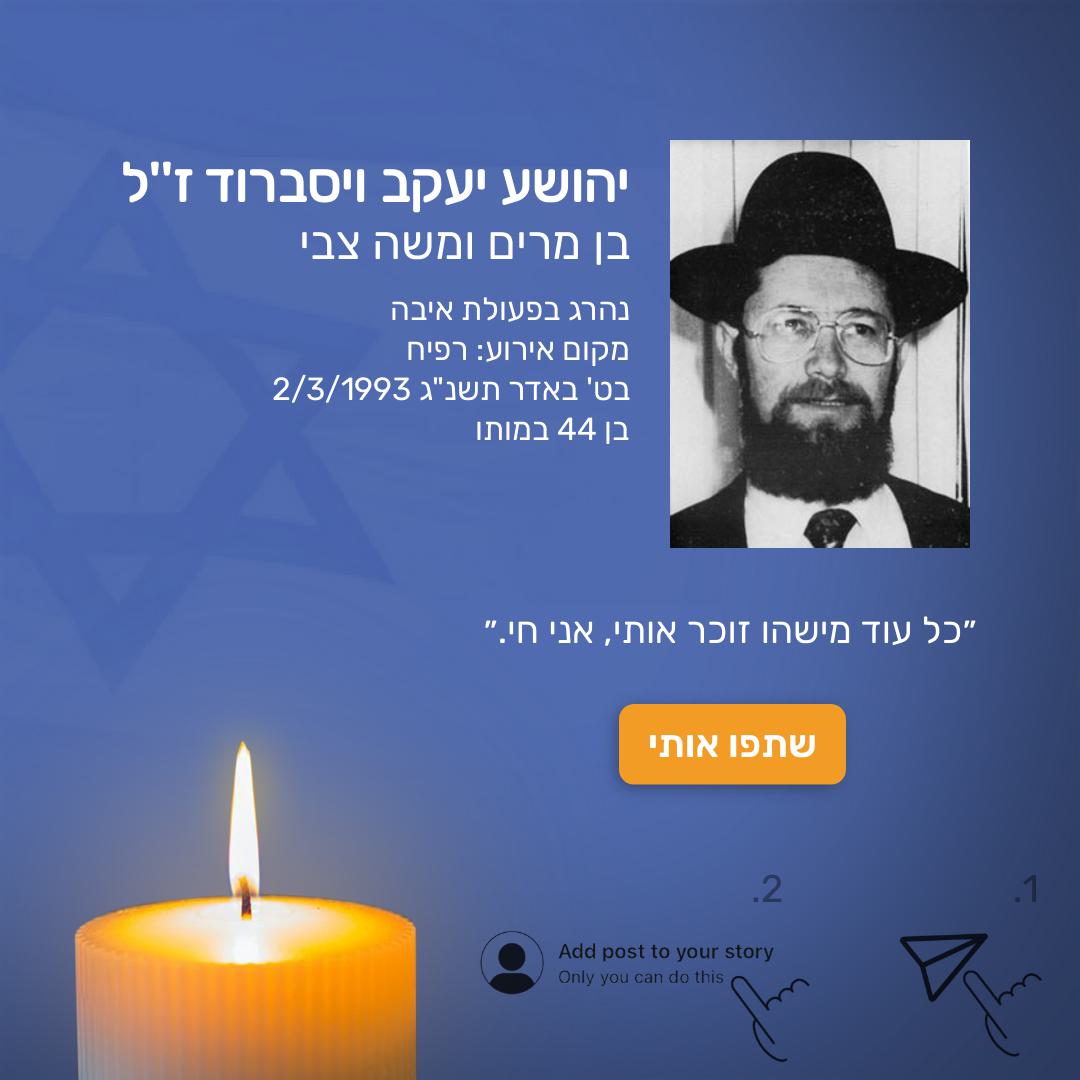 יהושע יעקב ויסברוד ז"ל
בן מרים ומשה צבי
נהרג בפעולת איבה
מקום אירוע: רפיח
בט' באדר תשנ"ג 2/3/1993
בן 44 במותו
״כל עוד מישהו זוכר אותי, אני חי.״
שתפו אותי
1.
2.
Add post to your story
Only you can do this